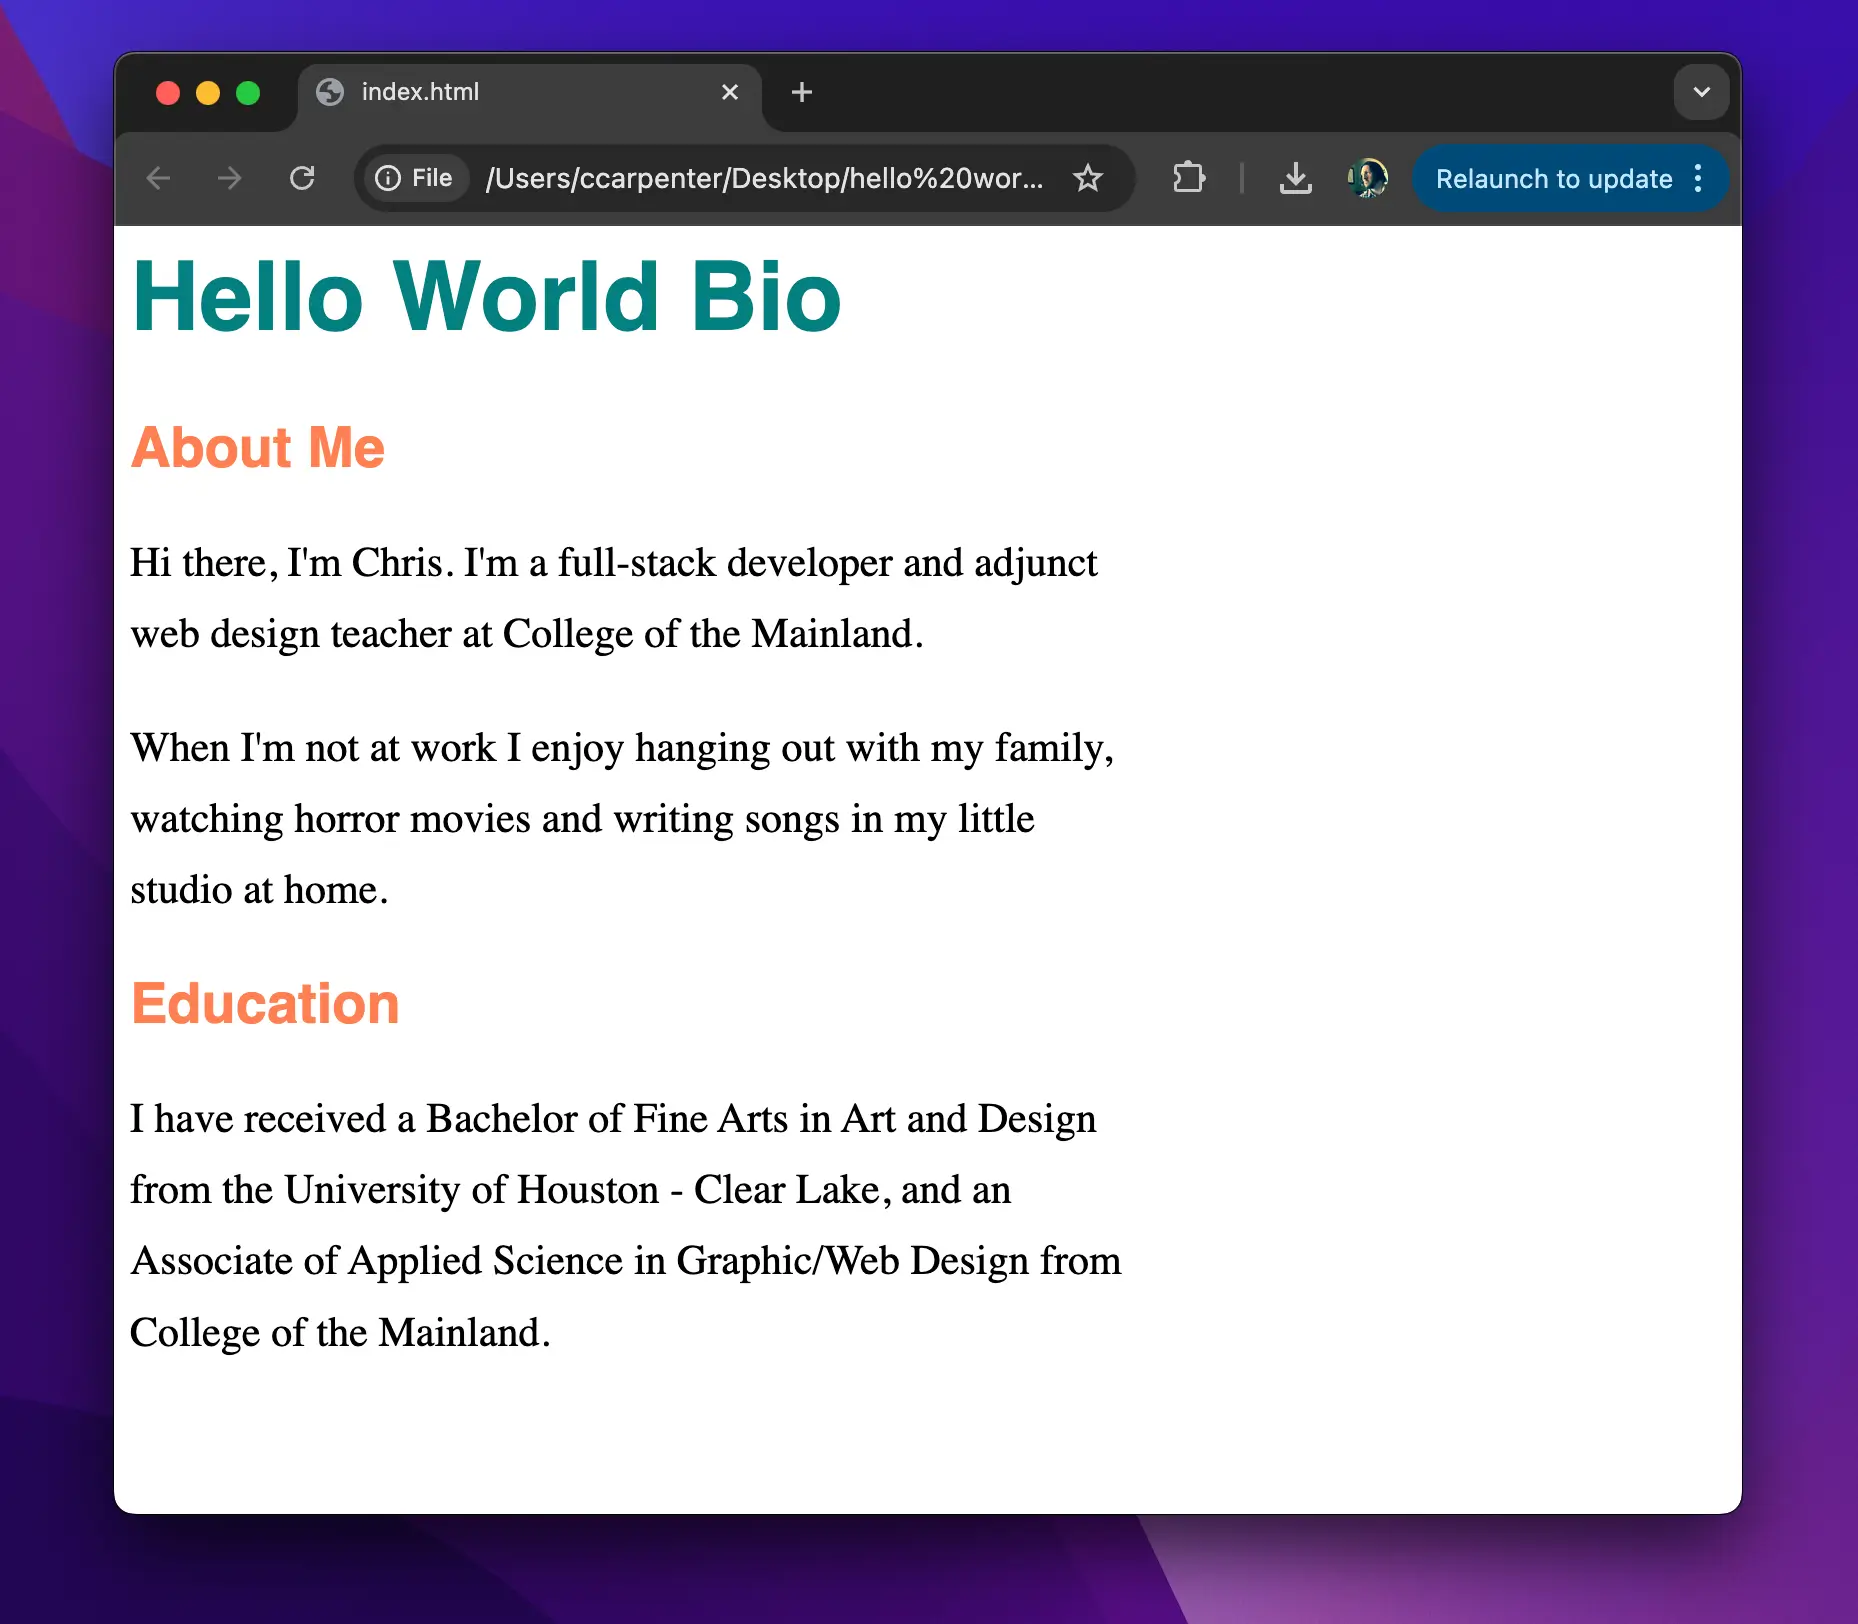 index.html
File
/Users/ccarpenter/Desktop/hello%20wor...
Relaunch to update
Hello World Bio
About Me
Hi there, I'm Chris. I'm a full-stack developer and adjunct
web design teacher at College of the Mainland.
When I'm not at work I enjoy hanging out with my family,
watching horror movies and writing songs in my little
studio at home.
Education
I have received a Bachelor of Fine Arts in Art and Design
from the University of Houston - Clear Lake, and an
Associate of Applied Science in Graphic/Web Design from
College of the Mainland.